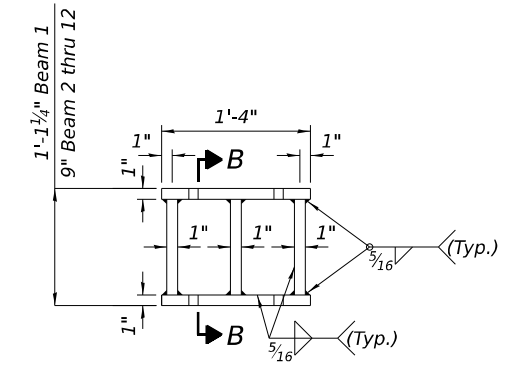 1'-1¼" Beam 1
9" Beam 2 thru 12
1'-4"
1" 1"
B
1"
1" 1" 1"
5/16 (Typ.)
1"
B
5/16 (Typ.)